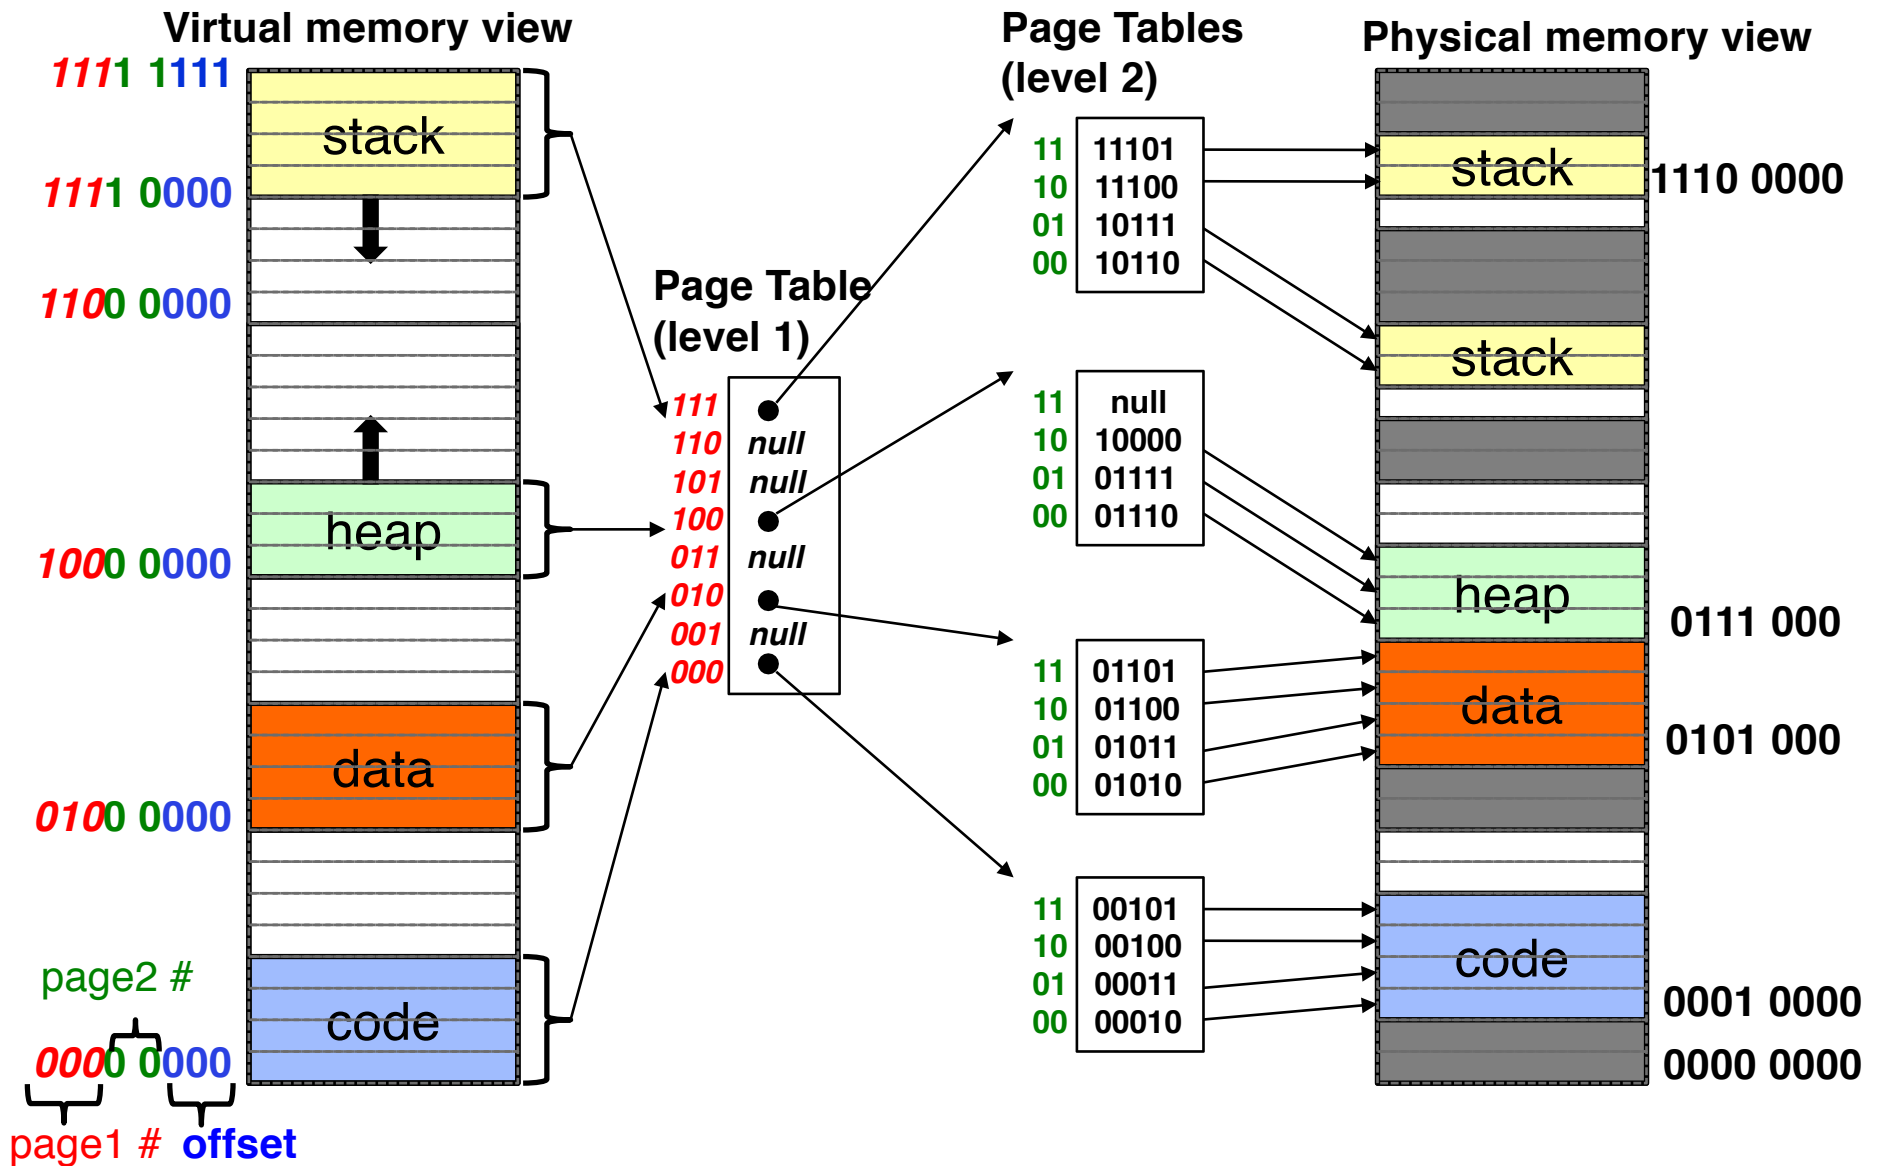 Virtual memory view
1111 1111
stack
1111 0000
1100 0000
heap
1000 0000
data
0100 0000
page2 #
code
0000 0000
page1 # offset
Page Table
(level 1)
111
110 null
101 null
100
011 null
010
001 null
000
Page Tables
(level 2)
11 11101
10 11100
01 10111
00 10110
11 null
10 10000
01 01111
00 01110
11 01101
10 01100
01 01011
00 01010
11 00101
10 00100
01 00011
00 00010
Physical memory view
stack 1110 0000
stack
heap
0111 000
data
0101 000
code
0001 0000
0000 0000